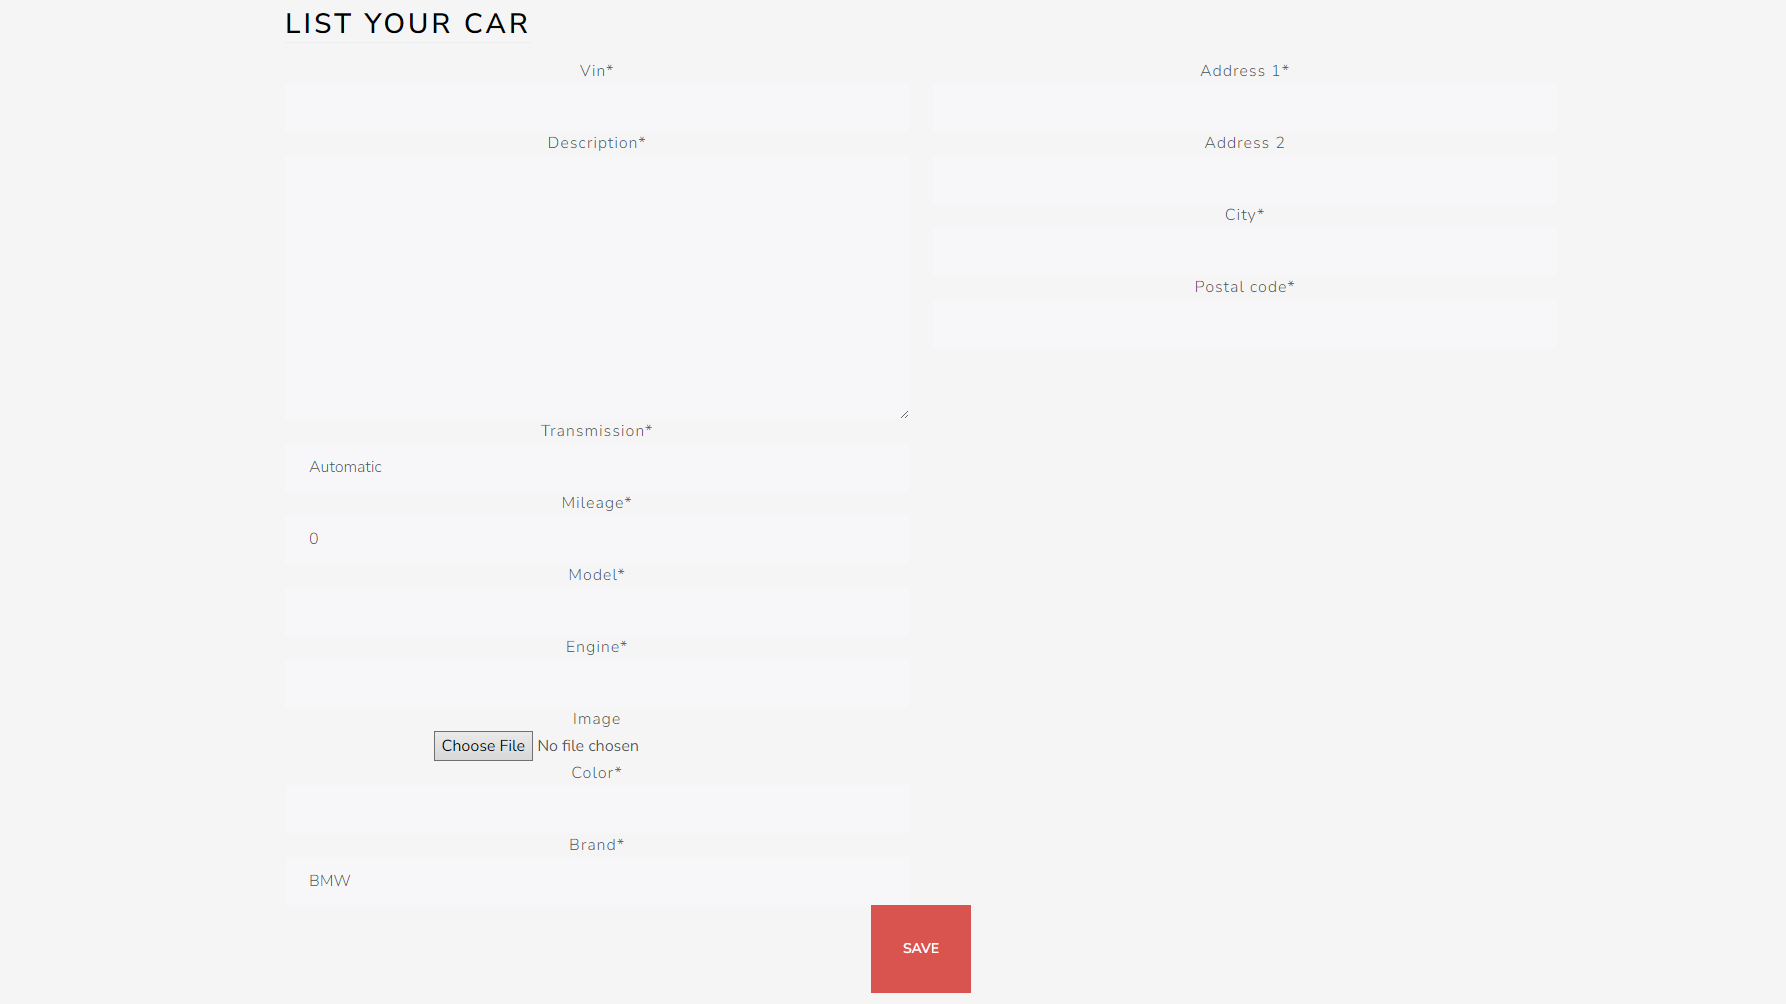 LIST YOUR CAR
Vin*
Description*
Transmission*
Automatic
Mileage*
0
Model*
Engine*
Image
Choose File No file chosen
Color*
Brand*
BMW
Address 1*
Address 2
City*
Postal code*
SAVE